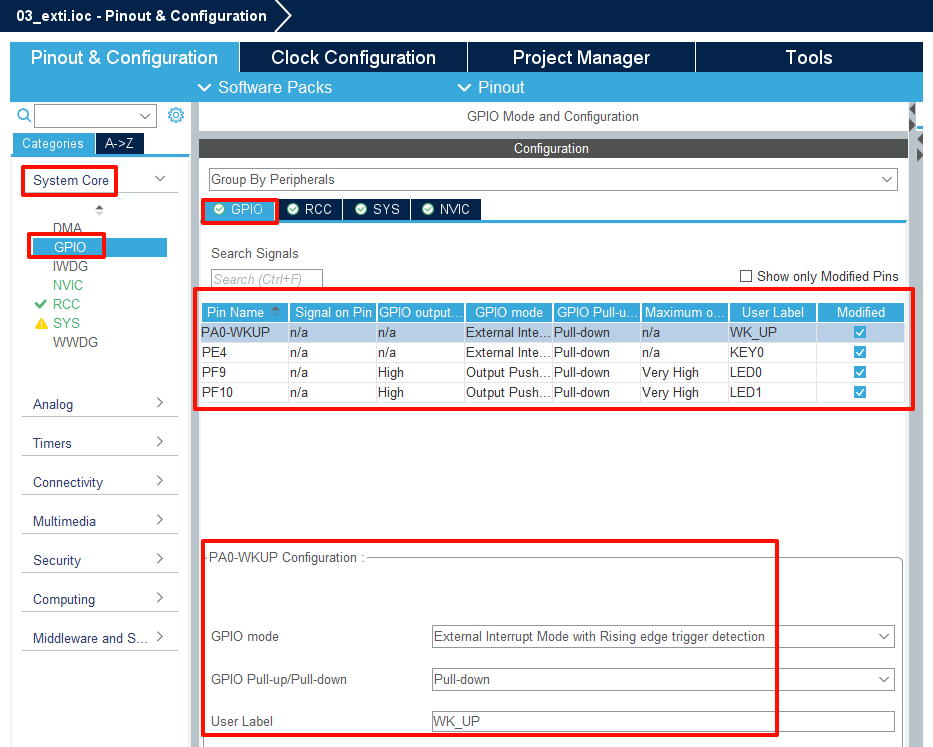 03_exti.ioc - Pinout & Configuration
Pinout & Configuration
Clock Configuration
Project Manager
Tools
Software Packs
Pinout
GPIO Mode and Configuration
Categories
A->Z
Configuration
System Core
Group By Peripherals
GPIO
RCC
SYS
NVIC
DMA
GPIO
IWDG
NVIC
RCC
SYS
WWDG
Search Signals
Search (Ctrl+F)
Show only Modified Pins
Pin Name Signal on Pin GPIO output... GPIO mode GPIO Pull-u... Maximum o... User Label Modified
PA0-WKUP n/a n/a External Inte... Pull-down n/a WK_UP
PE4 n/a n/a External Inte... Pull-down n/a KEY0
PF9 n/a High Output Push... Pull-down Very High LED0
PF10 n/a High Output Push... Pull-down Very High LED1
Analog
Timers
Connectivity
Multimedia
Security
Computing
Middleware and S...
PA0-WKUP Configuration :
GPIO mode External Interrupt Mode with Rising edge trigger detection
GPIO Pull-up/Pull-down Pull-down
User Label WK_UP